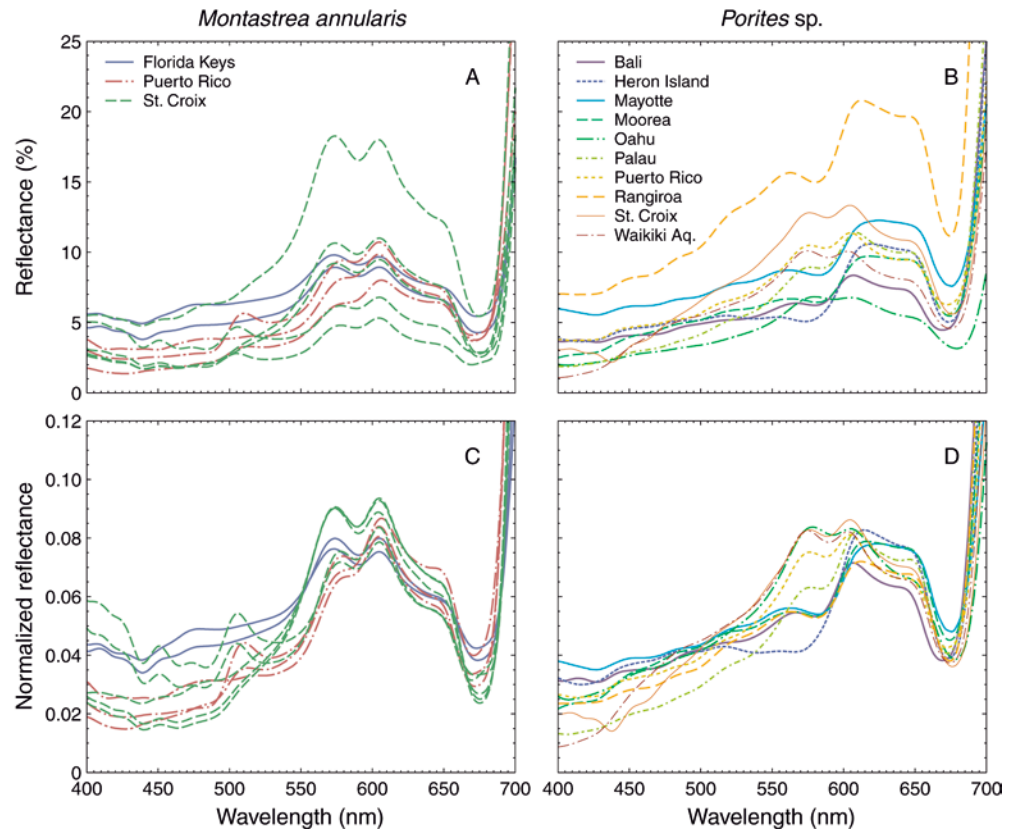 Montastrea annularis
Porites sp.
25
20
15
10
5
0
Reflectance (%)
Florida Keys
Puerto Rico
St. Croix
A
Bali
Heron Island
Mayotte
Moorea
Oahu
Palau
Puerto Rico
Rangiroa
St. Croix
Waikiki Aq.
B
0.12
0.10
0.08
0.06
0.04
0.02
0
Normalized reflectance
C
D
400 450 500 550 600 650 700
400 450 500 550 600 650 700
Wavelength (nm)
Wavelength (nm)